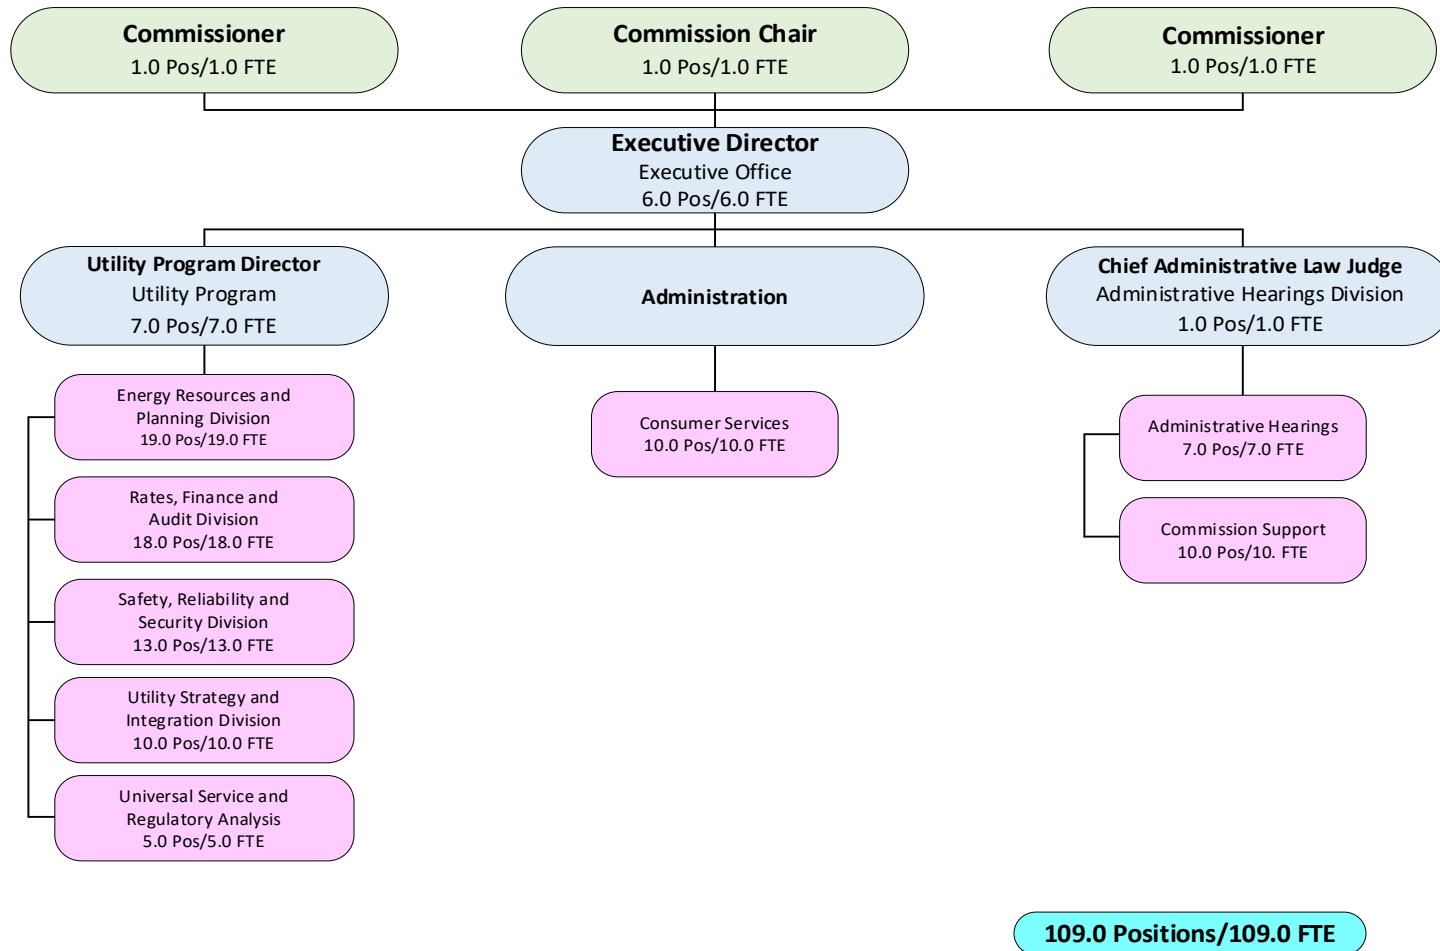 Commissioner
1.0 Pos/1.0 FTE
Commission Chair
1.0 Pos/1.0 FTE
Commissioner
1.0 Pos/1.0 FTE
Executive Director
Executive Office
6.0 Pos/6.0 FTE
Utility Program Director
Utility Program
7.0 Pos/7.0 FTE
Administration
Chief Administrative Law Judge
Administrative Hearings Division
1.0 Pos/1.0 FTE
Energy Resources and
Planning Division
19.0 Pos/19.0 FTE
Rates, Finance and
Audit Division
18.0 Pos/18.0 FTE
Safety, Reliability and
Security Division
13.0 Pos/13.0 FTE
Utility Strategy and
Integration Division
10.0 Pos/10.0 FTE
Universal Service and
Regulatory Analysis
5.0 Pos/5.0 FTE
Consumer Services
10.0 Pos/10.0 FTE
Administrative Hearings
7.0 Pos/7.0 FTE
Commission Support
10.0 Pos/10. FTE
109.0 Positions/109.0 FTE